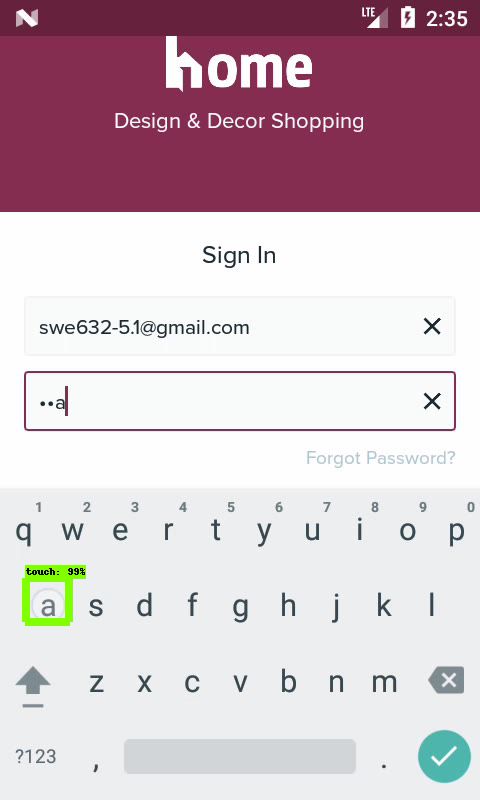 LTE 2:35
home
Design & Decor Shopping
Sign In
swe632-5.1@gmail.com
••a
Forgot Password?
1 2 3 4 5 6 7 8 9 0
q w e r t y u i o p
touch: 99%
a s d f g h j k l
z x c v b n m
?123 , .